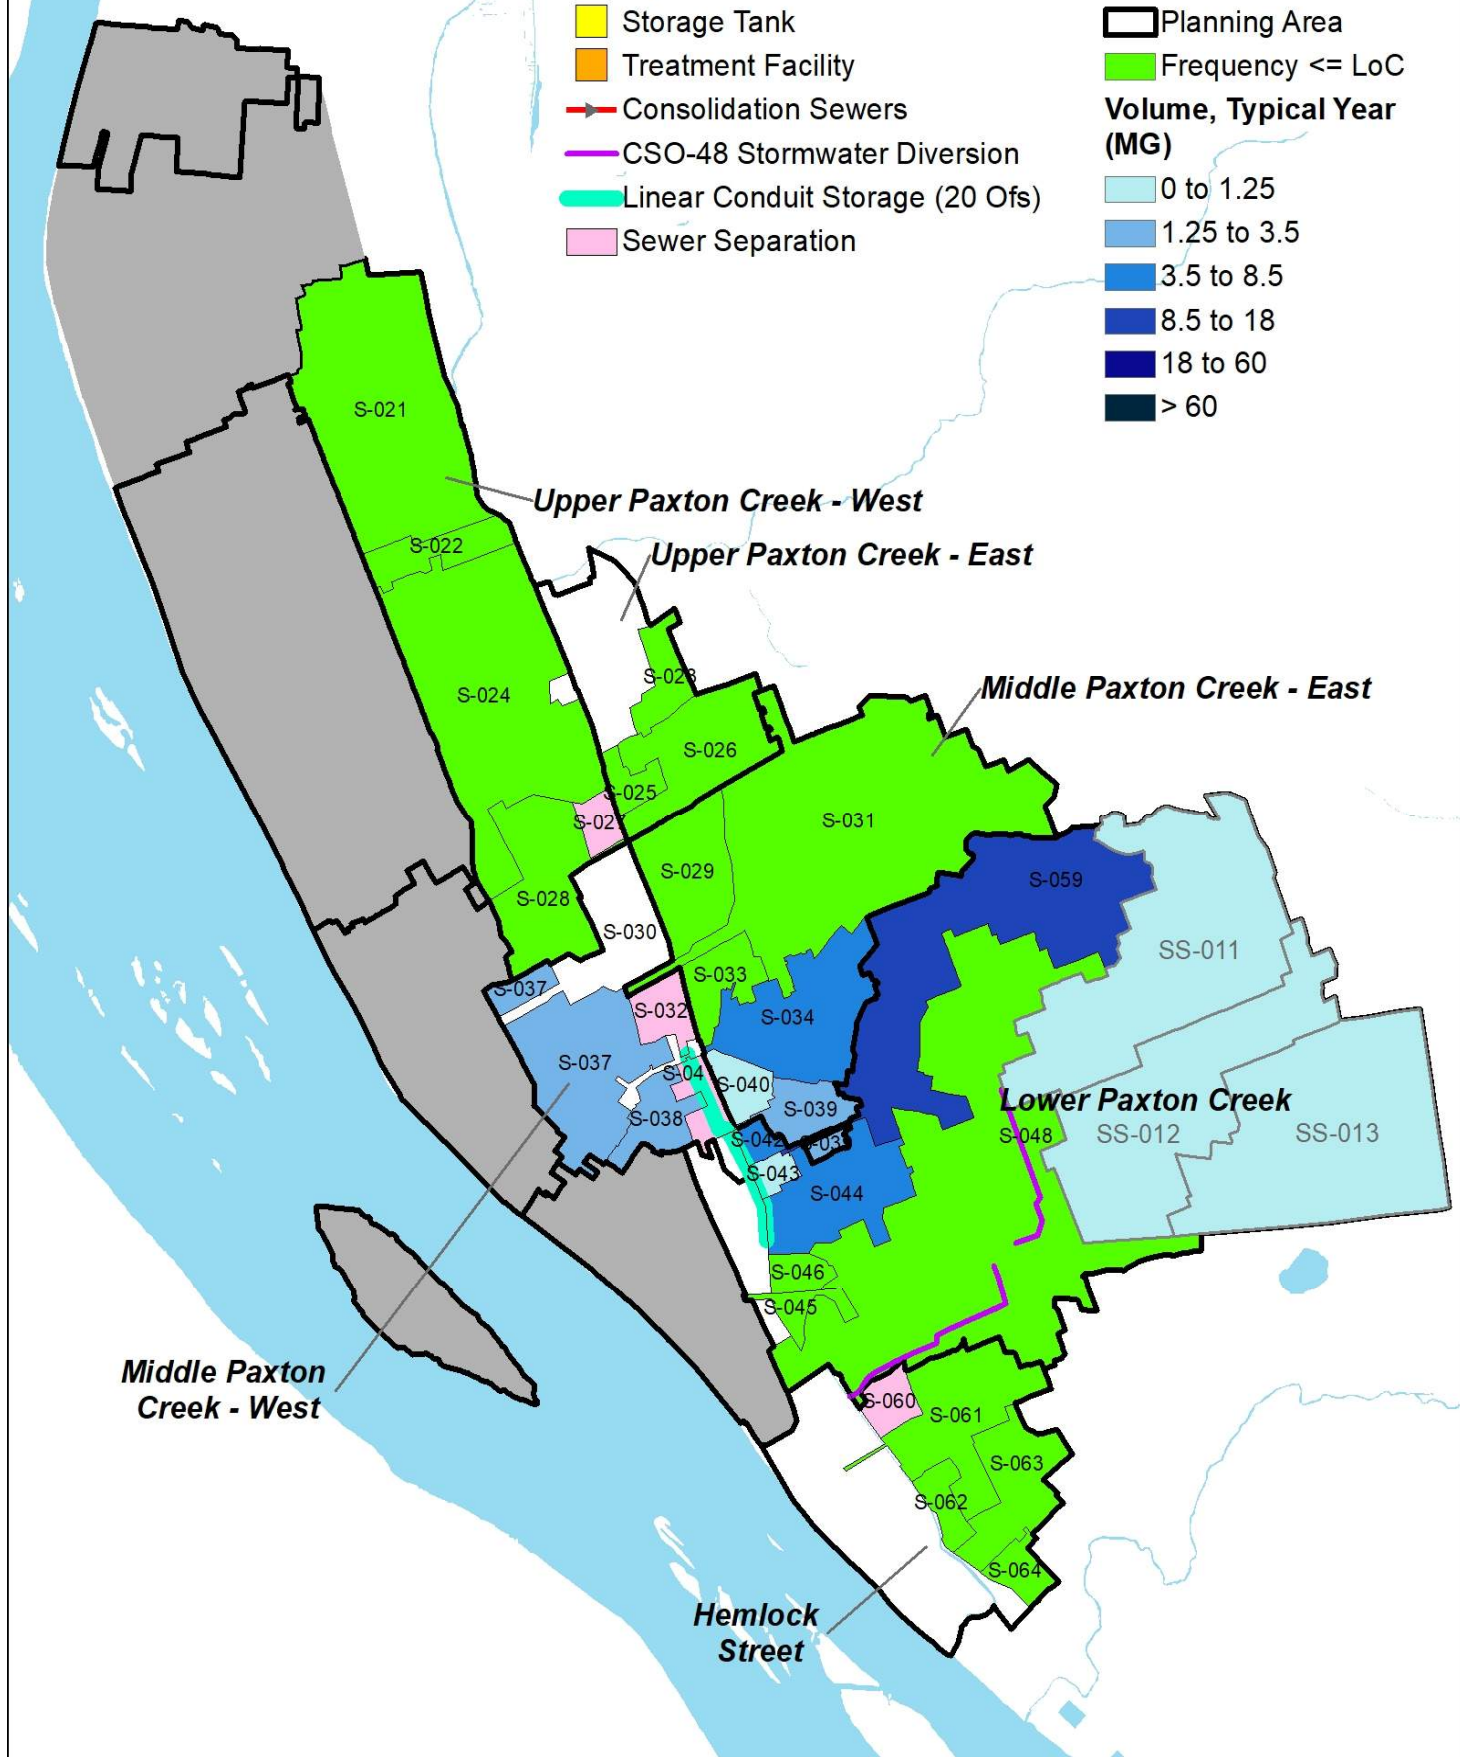 Storage Tank
Treatment Facility
Consolidation Sewers
CSO-48 Stormwater Diversion
Linear Conduit Storage (20 Ofs)
Sewer Separation
Planning Area
Frequency <= LoC
Volume, Typical Year
(MG)
0 to 1.25
1.25 to 3.5
3.5 to 8.5
8.5 to 18
18 to 60
> 60
S-021
Upper Paxton Creek - West
S-022
Upper Paxton Creek - East
S-023
S-024
Middle Paxton Creek - East
S-026
S-025
S-027
S-031
S-029
S-059
S-028
S-030
SS-011
S-033
S-037
S-032
S-034
S-037
S-04
S-040
S-039
Lower Paxton Creek
S-038
S-048
SS-012
SS-013
S-042
S-043
S-044
S-046
S-045
Middle Paxton
Creek - West
S-060
S-061
S-063
S-062
S-064
Hemlock
Street